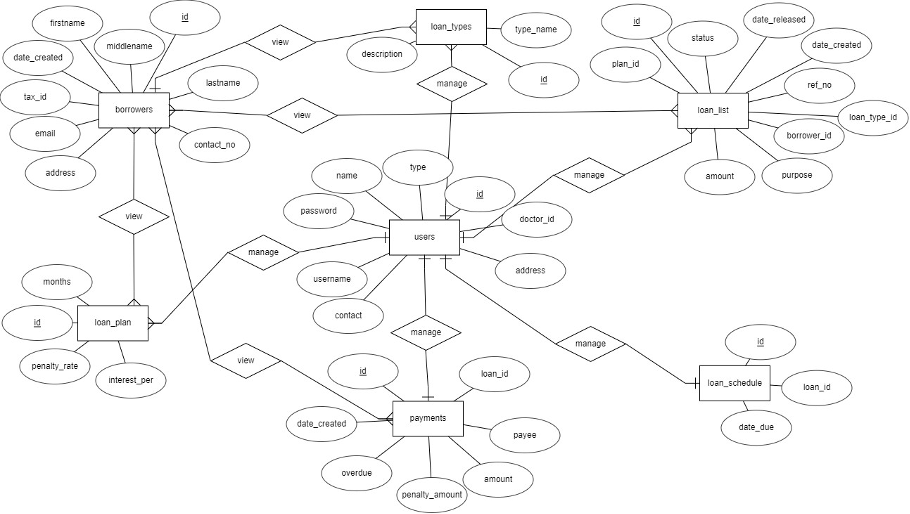 firstname
id
middlename
date_created
lastname
tax_id
borrowers
email
contact_no
address
view
loan_types
type_name
description
id
manage
view
id
status
date_released
date_created
plan_id
ref_no
loan_list
loan_type_id
borrower_id
amount
purpose
manage
view
type
name
id
password
doctor_id
users
username
address
contact
manage
months
id
loan_plan
penalty_rate
interest_per
manage
view
manage
id
loan_schedule
loan_id
date_due
id
loan_id
date_created
payments
payee
overdue
amount
penalty_amount